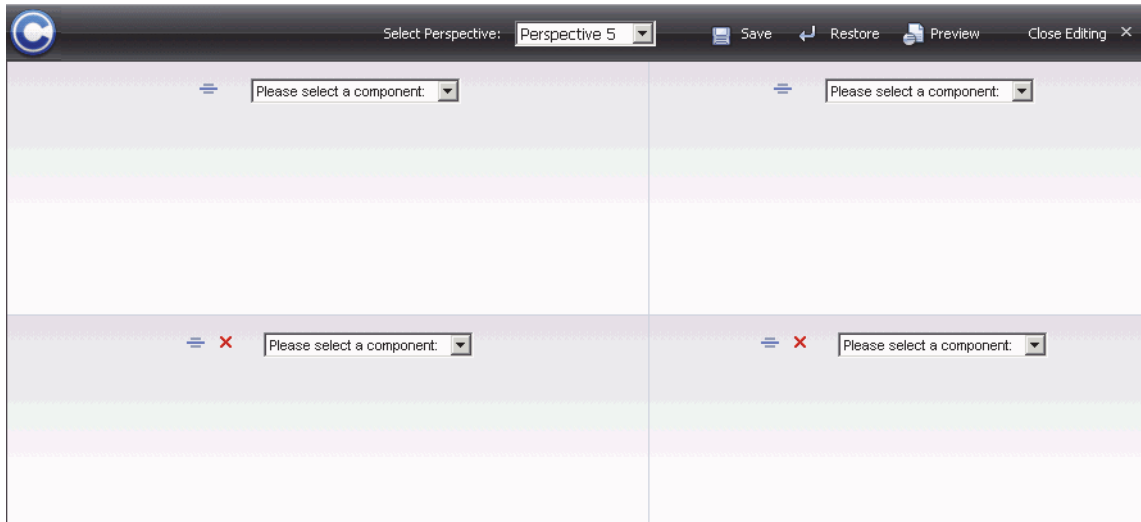 Select Perspective: Perspective 5 Save Restore Preview Close Editing
Please select a component: Please select a component:
Please select a component: Please select a component: